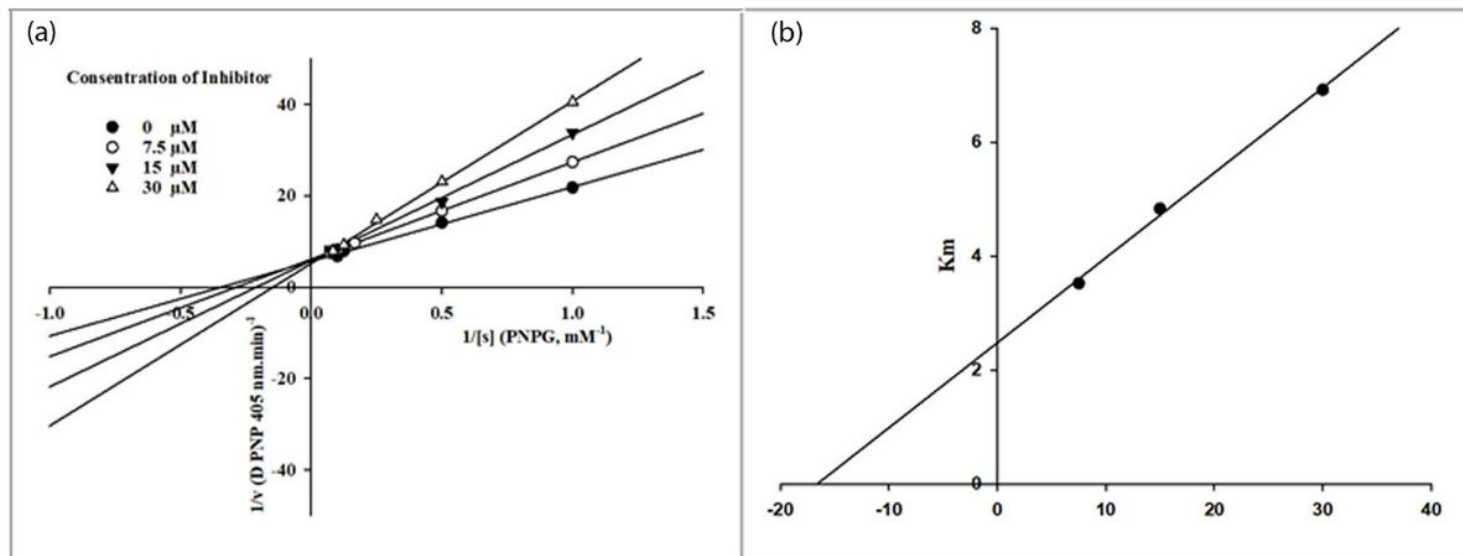 (a)
Consentration of Inhibitor
0 µM
7.5 µM
15 µM
30 µM
40
20
0
-20
-40
-1.0
-0.5
0.0
0.5
1.0
1.5
1/[s] (PNPG, mM⁻¹)
1/v (D PNP 405 nm.min)⁻¹
(b)
8
6
4
2
0
Km
-20
-10
0
10
20
30
40